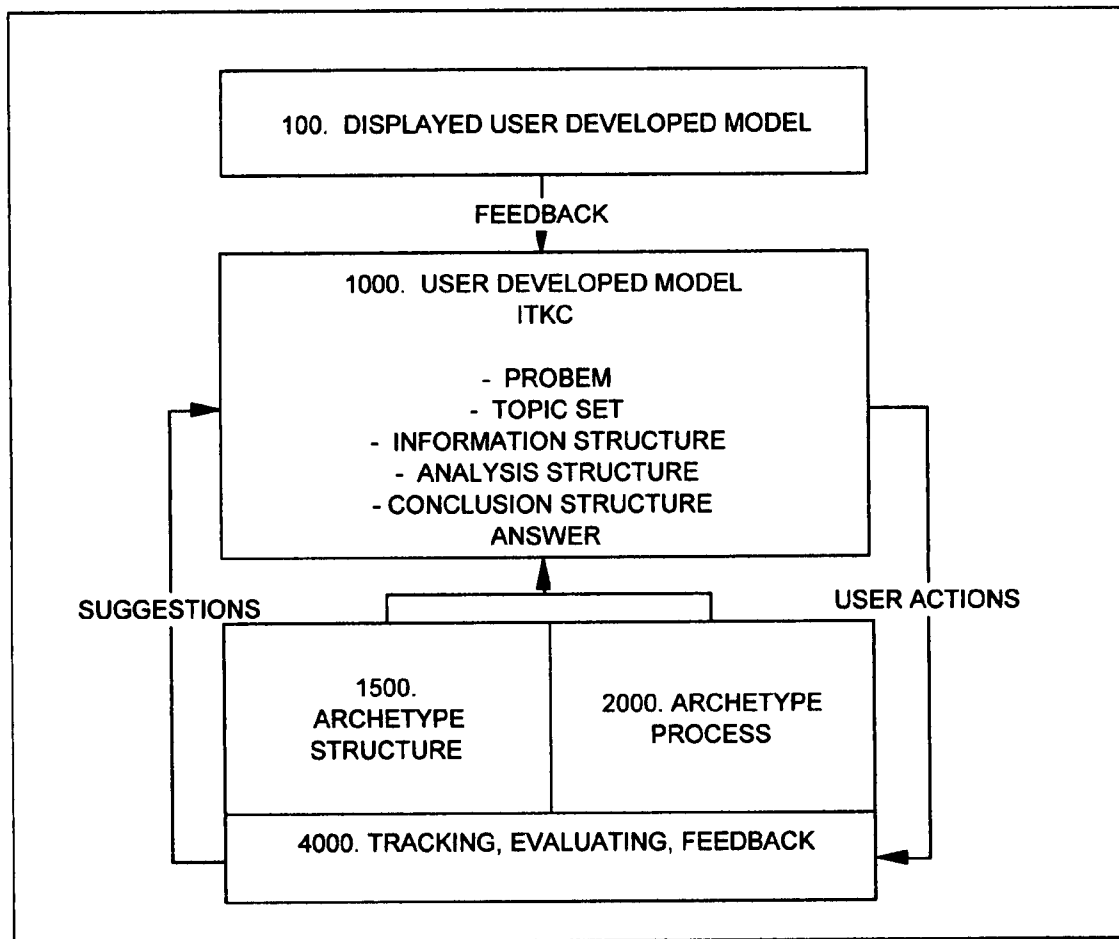 100. DISPLAYED USER DEVELOPED MODEL
FEEDBACK
1000. USER DEVELOPED MODEL
ITKC
- PROBEM
- TOPIC SET
- INFORMATION STRUCTURE
- ANALYSIS STRUCTURE
- CONCLUSION STRUCTURE
ANSWER
SUGGESTIONS
USER ACTIONS
1500.
ARCHETYPE
STRUCTURE
2000. ARCHETYPE
PROCESS
4000. TRACKING, EVALUATING, FEEDBACK